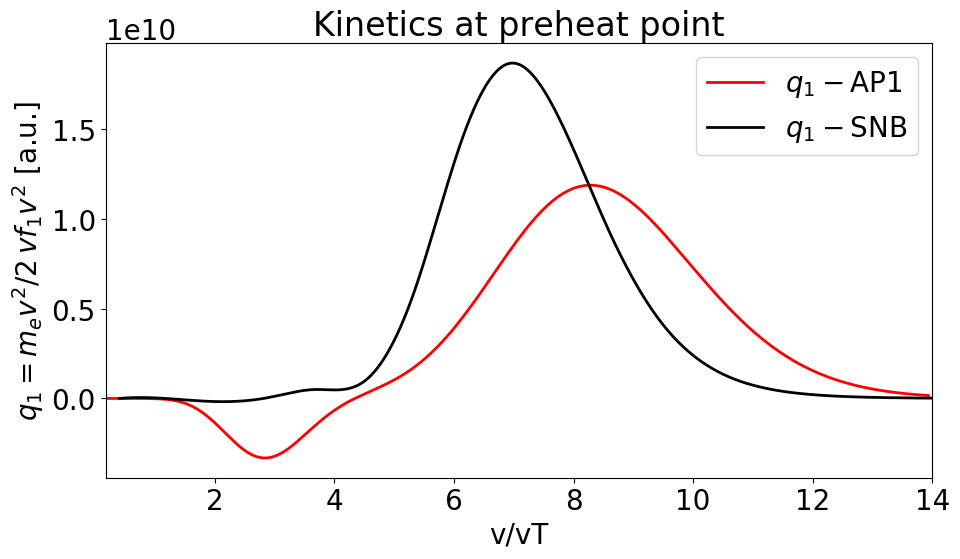 Kinetics at preheat point
1e10
q₁ − AP1
q₁ − SNB
1.5
1.0
0.5
0.0
q₁ = mₑv²/2 vf₁v² [a.u.]
2 4 6 8 10 12 14
v/vT